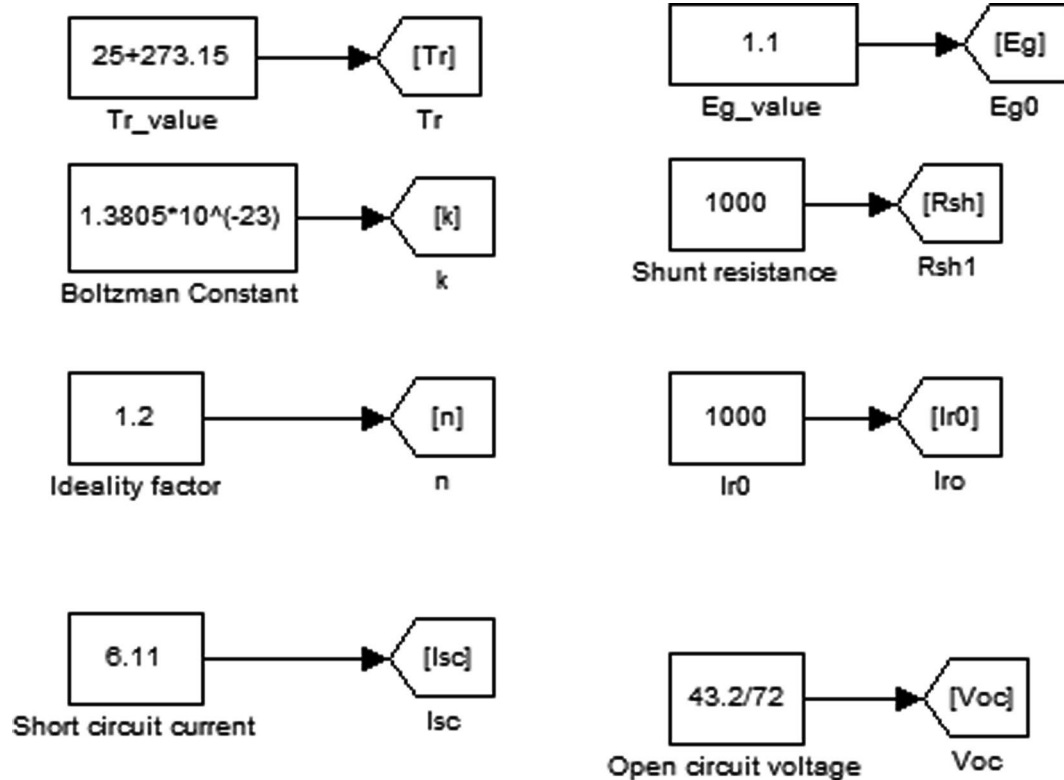 25+273.15
[Tr]
Tr_value
Tr
1.1
[Eg]
Eg_value
Eg0
1.3805*10^(-23)
[k]
Boltzman Constant
k
1000
[Rsh]
Shunt resistance
Rsh1
1.2
[n]
Ideality factor
n
1000
[Ir0]
Ir0
Iro
6.11
[Isc]
Short circuit current
Isc
43.2/72
[Voc]
Open circuit voltage
Voc